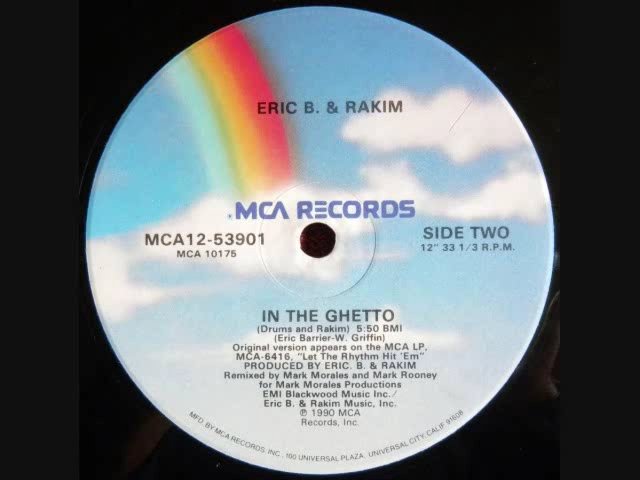 ERIC B. & RAKIM
MCA RECORDS
MCA12-53901
MCA 10175
SIDE TWO
12" 33 1/3 R.P.M.
IN THE GHETTO
(Drums and Rakim) 5:50 BMI
(Eric Barrier-W. Griffin)
Original version appears on the MCA LP,
MCA-6416, "Let The Rhythm Hit 'Em"
PRODUCED BY ERIC. B. & RAKIM
Remixed by Mark Morales and Mark Rooney
for Mark Morales Productions
EMI Blackwood Music Inc./
Eric B. & Rakim Music, Inc.
℗ 1990 MCA
Records, Inc.
MFD. BY MCA RECORDS, INC., 100 UNIVERSAL PLAZA, UNIVERSAL CITY, CALIF. 91608